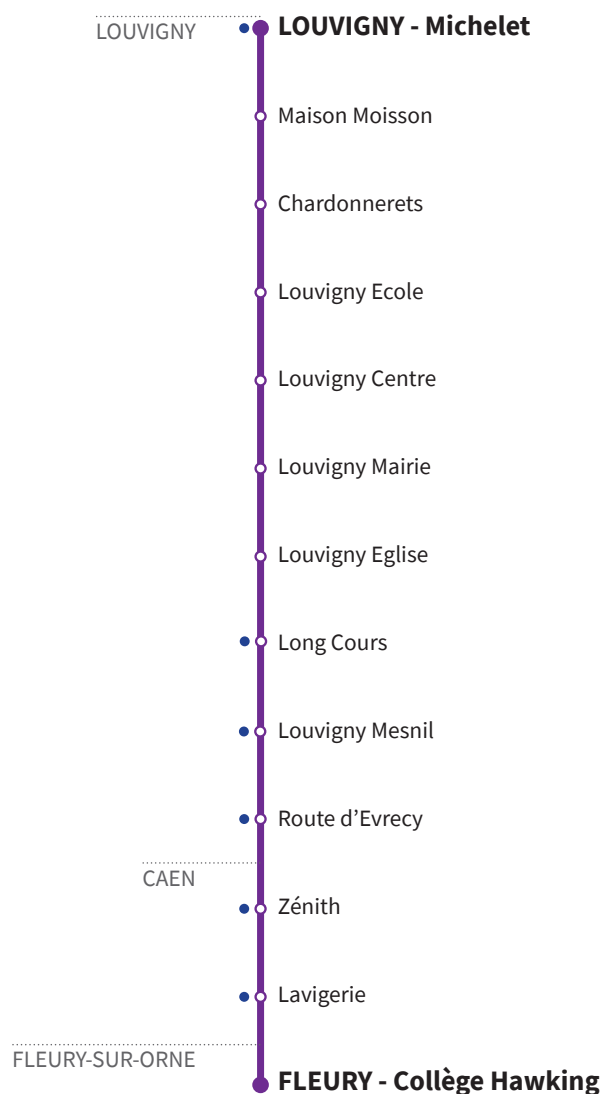 LOUVIGNY
LOUVIGNY - Michelet
Maison Moisson
Chardonnerets
Louvigny Ecole
Louvigny Centre
Louvigny Mairie
Louvigny Eglise
Long Cours
Louvigny Mesnil
Route d’Evrecy
CAEN
Zénith
Lavigerie
FLEURY-SUR-ORNE
FLEURY - Collège Hawking